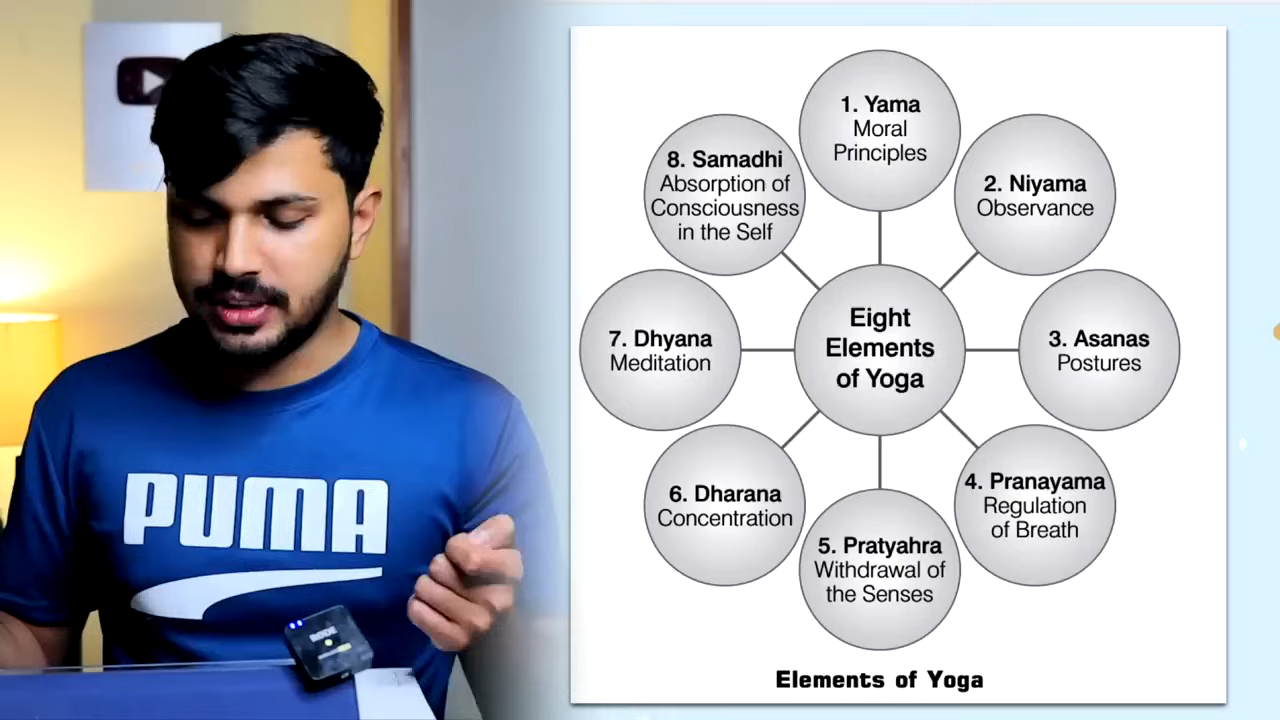 PUMA
RODE
1. Yama
Moral
Principles
2. Niyama
Observance
3. Asanas
Postures
4. Pranayama
Regulation
of Breath
5. Pratyahra
Withdrawal of
the Senses
6. Dharana
Concentration
7. Dhyana
Meditation
8. Samadhi
Absorption of
Consciousness
in the Self
Eight
Elements
of Yoga
Elements of Yoga